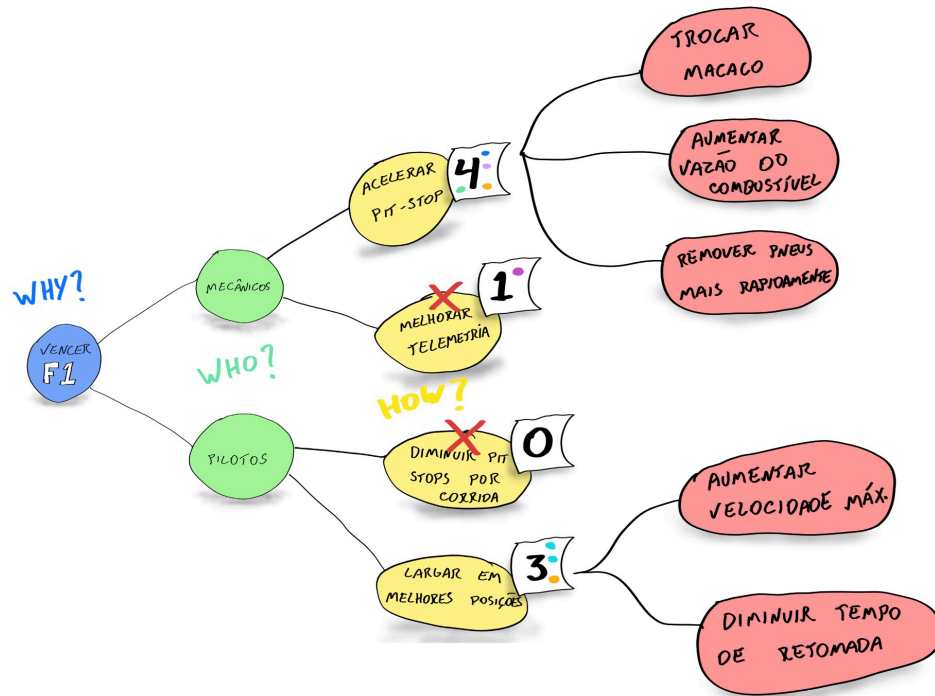 WHY?
VENCER
F1
WHO?
MECÂNICOS
PILOTOS
HOW?
ACELERAR
PIT-STOP
4
MELHORAR
TELEMETRIA
1
DIMINUIR PIT
STOPS POR
CORRIDA
0
LARGAR EM
MELHORES POSIÇÕES
3
TROCAR
MACACO
AUMENTAR
VAZÃO DO
COMBUSTÍVEL
REMOVER PNEUS
MAIS RAPIDAMENTE
AUMENTAR
VELOCIDADE MÁX.
DIMINUIR TEMPO
DE RETOMADA